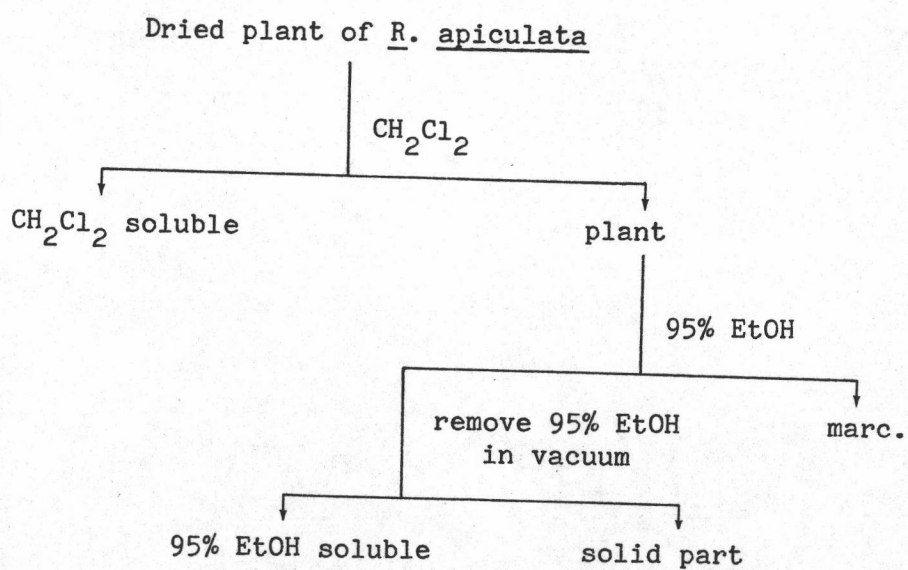 Dried plant of R. apiculata
CH2Cl2
CH2Cl2 soluble
plant
95% EtOH
remove 95% EtOH
in vacuum
marc.
95% EtOH soluble
solid part